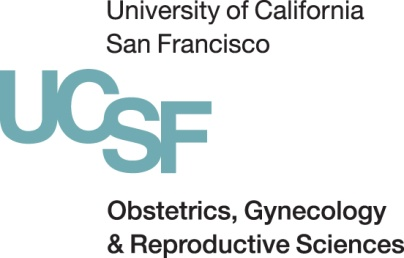 University of California
San Francisco
UCSF
Obstetrics, Gynecology
& Reproductive Sciences